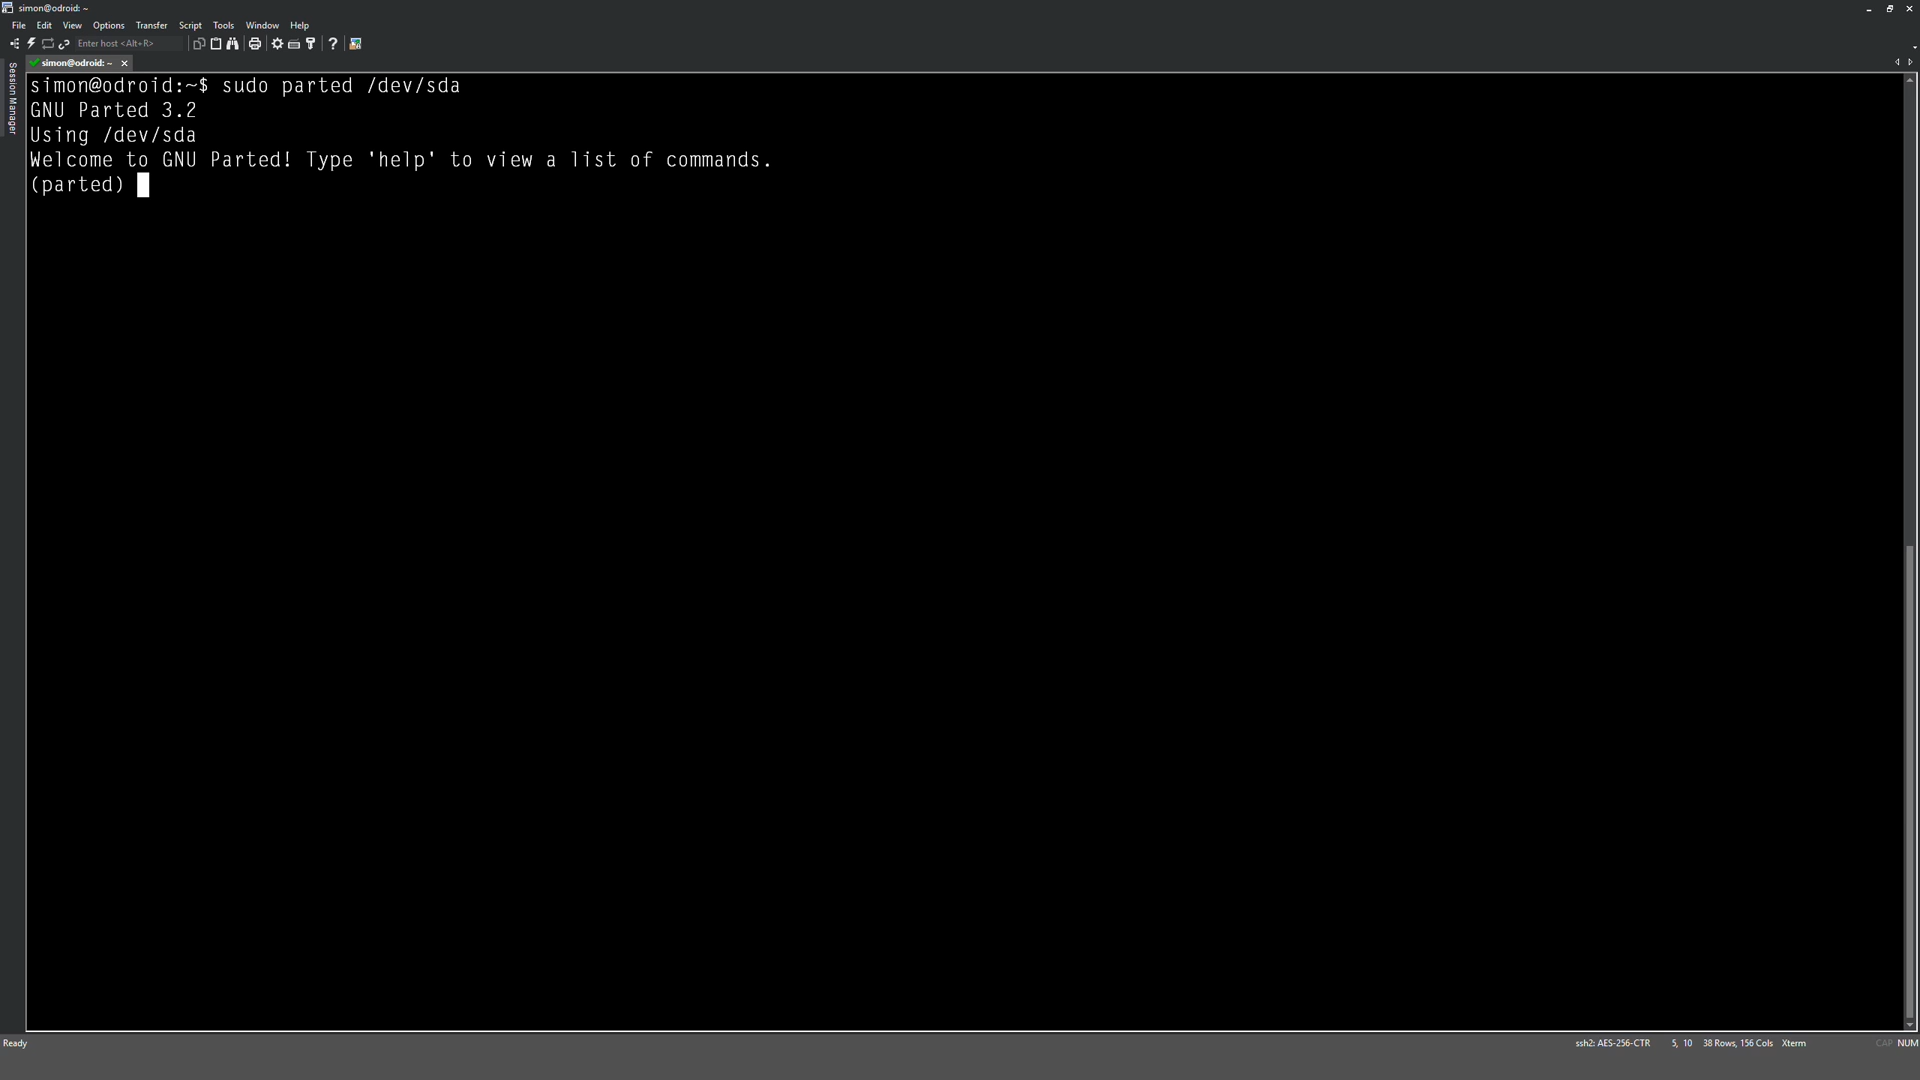 simon@odroid: ~
File Edit View Options Transfer Script Tools Window Help
Enter host <Alt+R>
simon@odroid: ~
Session Manager
simon@odroid:~$ sudo parted /dev/sda
GNU Parted 3.2
Using /dev/sda
Welcome to GNU Parted! Type 'help' to view a list of commands.
(parted)
Ready ssh2: AES-256-CTR 5, 10 38 Rows, 156 Cols Xterm CAP NUM